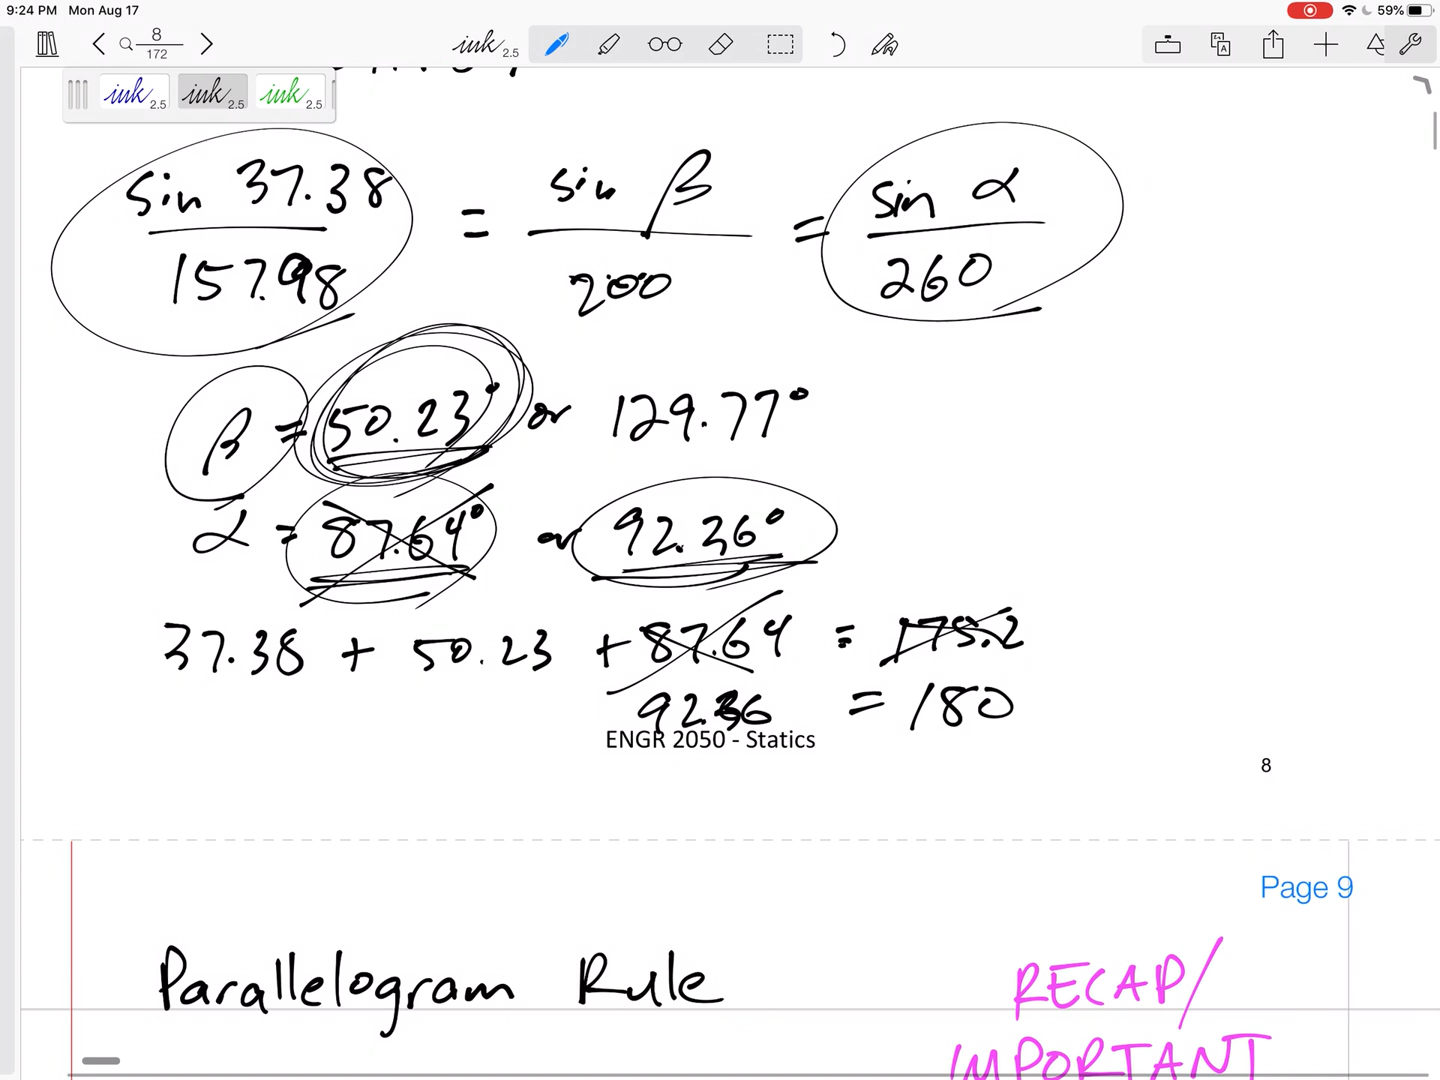 9:24 PM Mon Aug 17
59%
8
172
ink 2.5
ink 2.5 ink 2.5 ink 2.5
sin 37.38 / 157.98 = sin β / 200 = sin α / 260
β = 50.23° or 129.77°
α = 87.64° or 92.36°
37.38 + 50.23 + 87.64 = 175.2
92.36 = 180
ENGR 2050 - Statics
8
Page 9
Parallelogram Rule
RECAP/
IMPORTANT